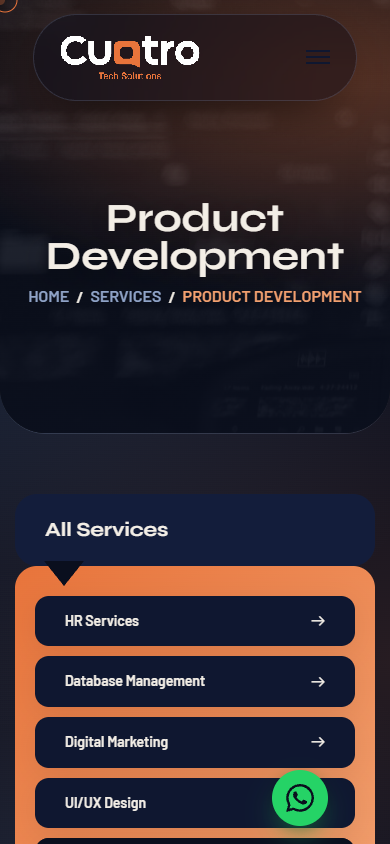 Cuatro
Tech Solutions
Product
Development
HOME / SERVICES / PRODUCT DEVELOPMENT
All Services
HR Services
Database Management
Digital Marketing
UI/UX Design